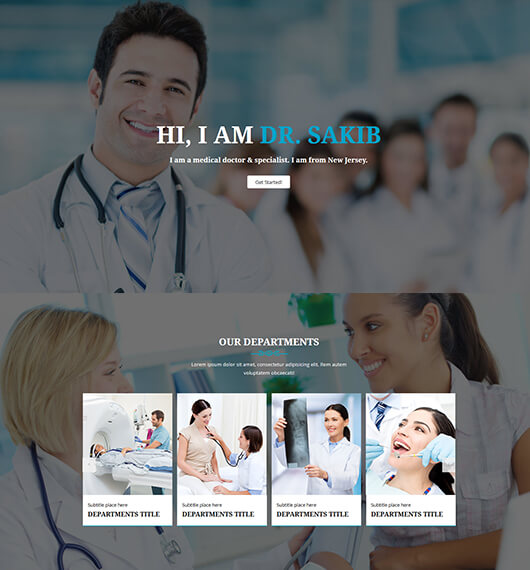 HI, I AM DR. SAKIB
I am a medical doctor & specialist. I am from New Jersey.
Get Started!
OUR DEPARTMENTS
Lorem ipsum dolor sit amet, consectetur adipisicing elit. Item autem
voluptatem obcaecati!
Subtitle place here
DEPARTMENTS TITLE
Subtitle place here
DEPARTMENTS TITLE
Subtitle place here
DEPARTMENTS TITLE
Subtitle place here
DEPARTMENTS TITLE